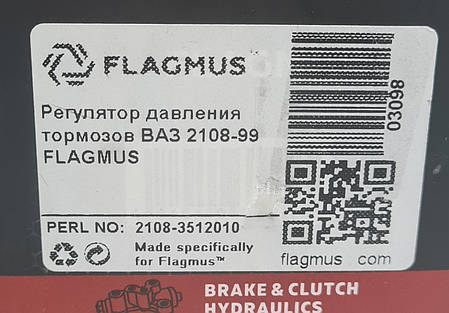 FLAGMUS
Регулятор давления
тормозов ВАЗ 2108-99
FLAGMUS
03098
PERL NO: 2108-3512010
Made specifically
for Flagmus™
flagmus com
BRAKE & CLUTCH
HYDRAULICS